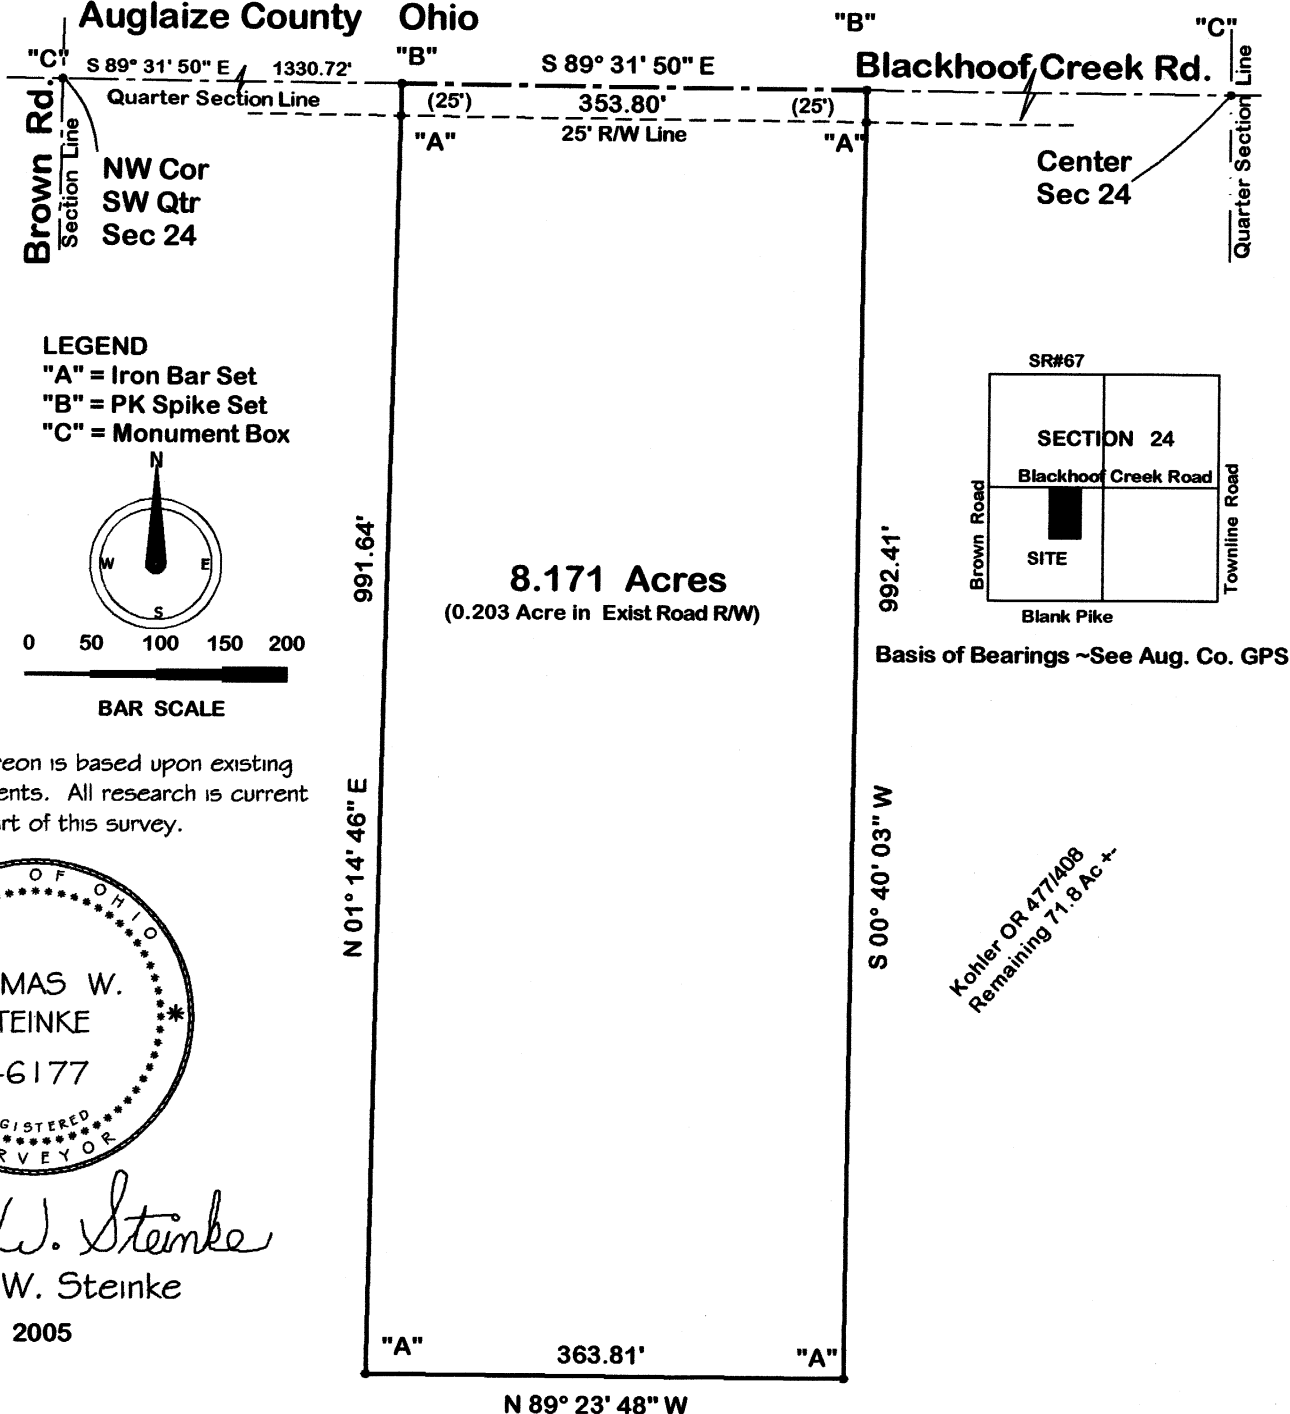 Auglaize County Ohio
"B"
"C"
"C"
"B"
S 89° 31' 50" E 1330.72'
S 89° 31' 50" E
Blackhoof Creek Rd.
Quarter Section Line
(25')
353.80'
(25')
"A"
25' R/W Line
"A"
Brown Rd.
Section Line
NW Cor
SW Qtr
Sec 24
Center
Sec 24
Quarter Section Line
LEGEND
"A" = Iron Bar Set
"B" = PK Spike Set
"C" = Monument Box
N
W E
S
0 50 100 150 200
BAR SCALE
SR#67
SECTION 24
Blackhoof Creek Road
Brown Road
Townline Road
SITE
Blank Pike
991.64'
992.41'
8.171 Acres
(0.203 Acre in Exist Road R/W)
Basis of Bearings ~See Aug. Co. GPS
N 01° 14' 46" E
S 00° 40' 03" W
Kohler OR 477/408
Remaining 71.8 Ac +-
reon is based upon existing
ents. All research is current
rt of this survey.
OF OHIO
MAS W.
TEINKE
-6177
GISTERED
RVEYOR
W. Steinke
W. Steinke
2005
"A"
363.81'
"A"
N 89° 23' 48" W